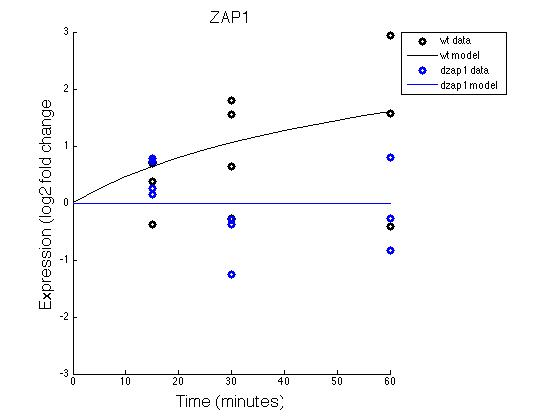 ZAP1
wt data
wt model
dzap1 data
dzap1 model
3
2
1
0
-1
-2
-3
Expression (log2 fold change
0 10 20 30 40 50 60
Time (minutes)